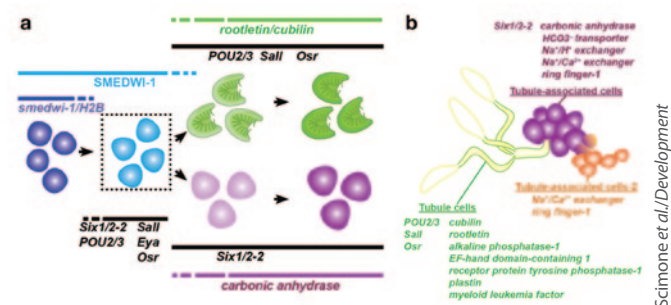 a
rootletin/cubilin
POU2/3 Sall Osr
SMEDWI-1
smedwi-1/H2B
Six1/2-2 Sall
POU2/3 Eya
Osr
Six1/2-2
carbonic anhydrase
b
Six1/2-2 carbonic anhydrase
HCO3- transporter
Na+/H+ exchanger
Na+/Ca2+ exchanger
ring finger-1
Tubule-associated cells
Tubule-associated cells-2
Na+/Ca2+ exchanger
ring finger-1
Tubule cells
POU2/3 cubilin
Sall rootletin
Osr alkaline phosphatase-1
EF-hand domain-containing 1
receptor protein tyrosine phosphatase-1
plastin
myeloid leukemia factor
Scimone et al./Development